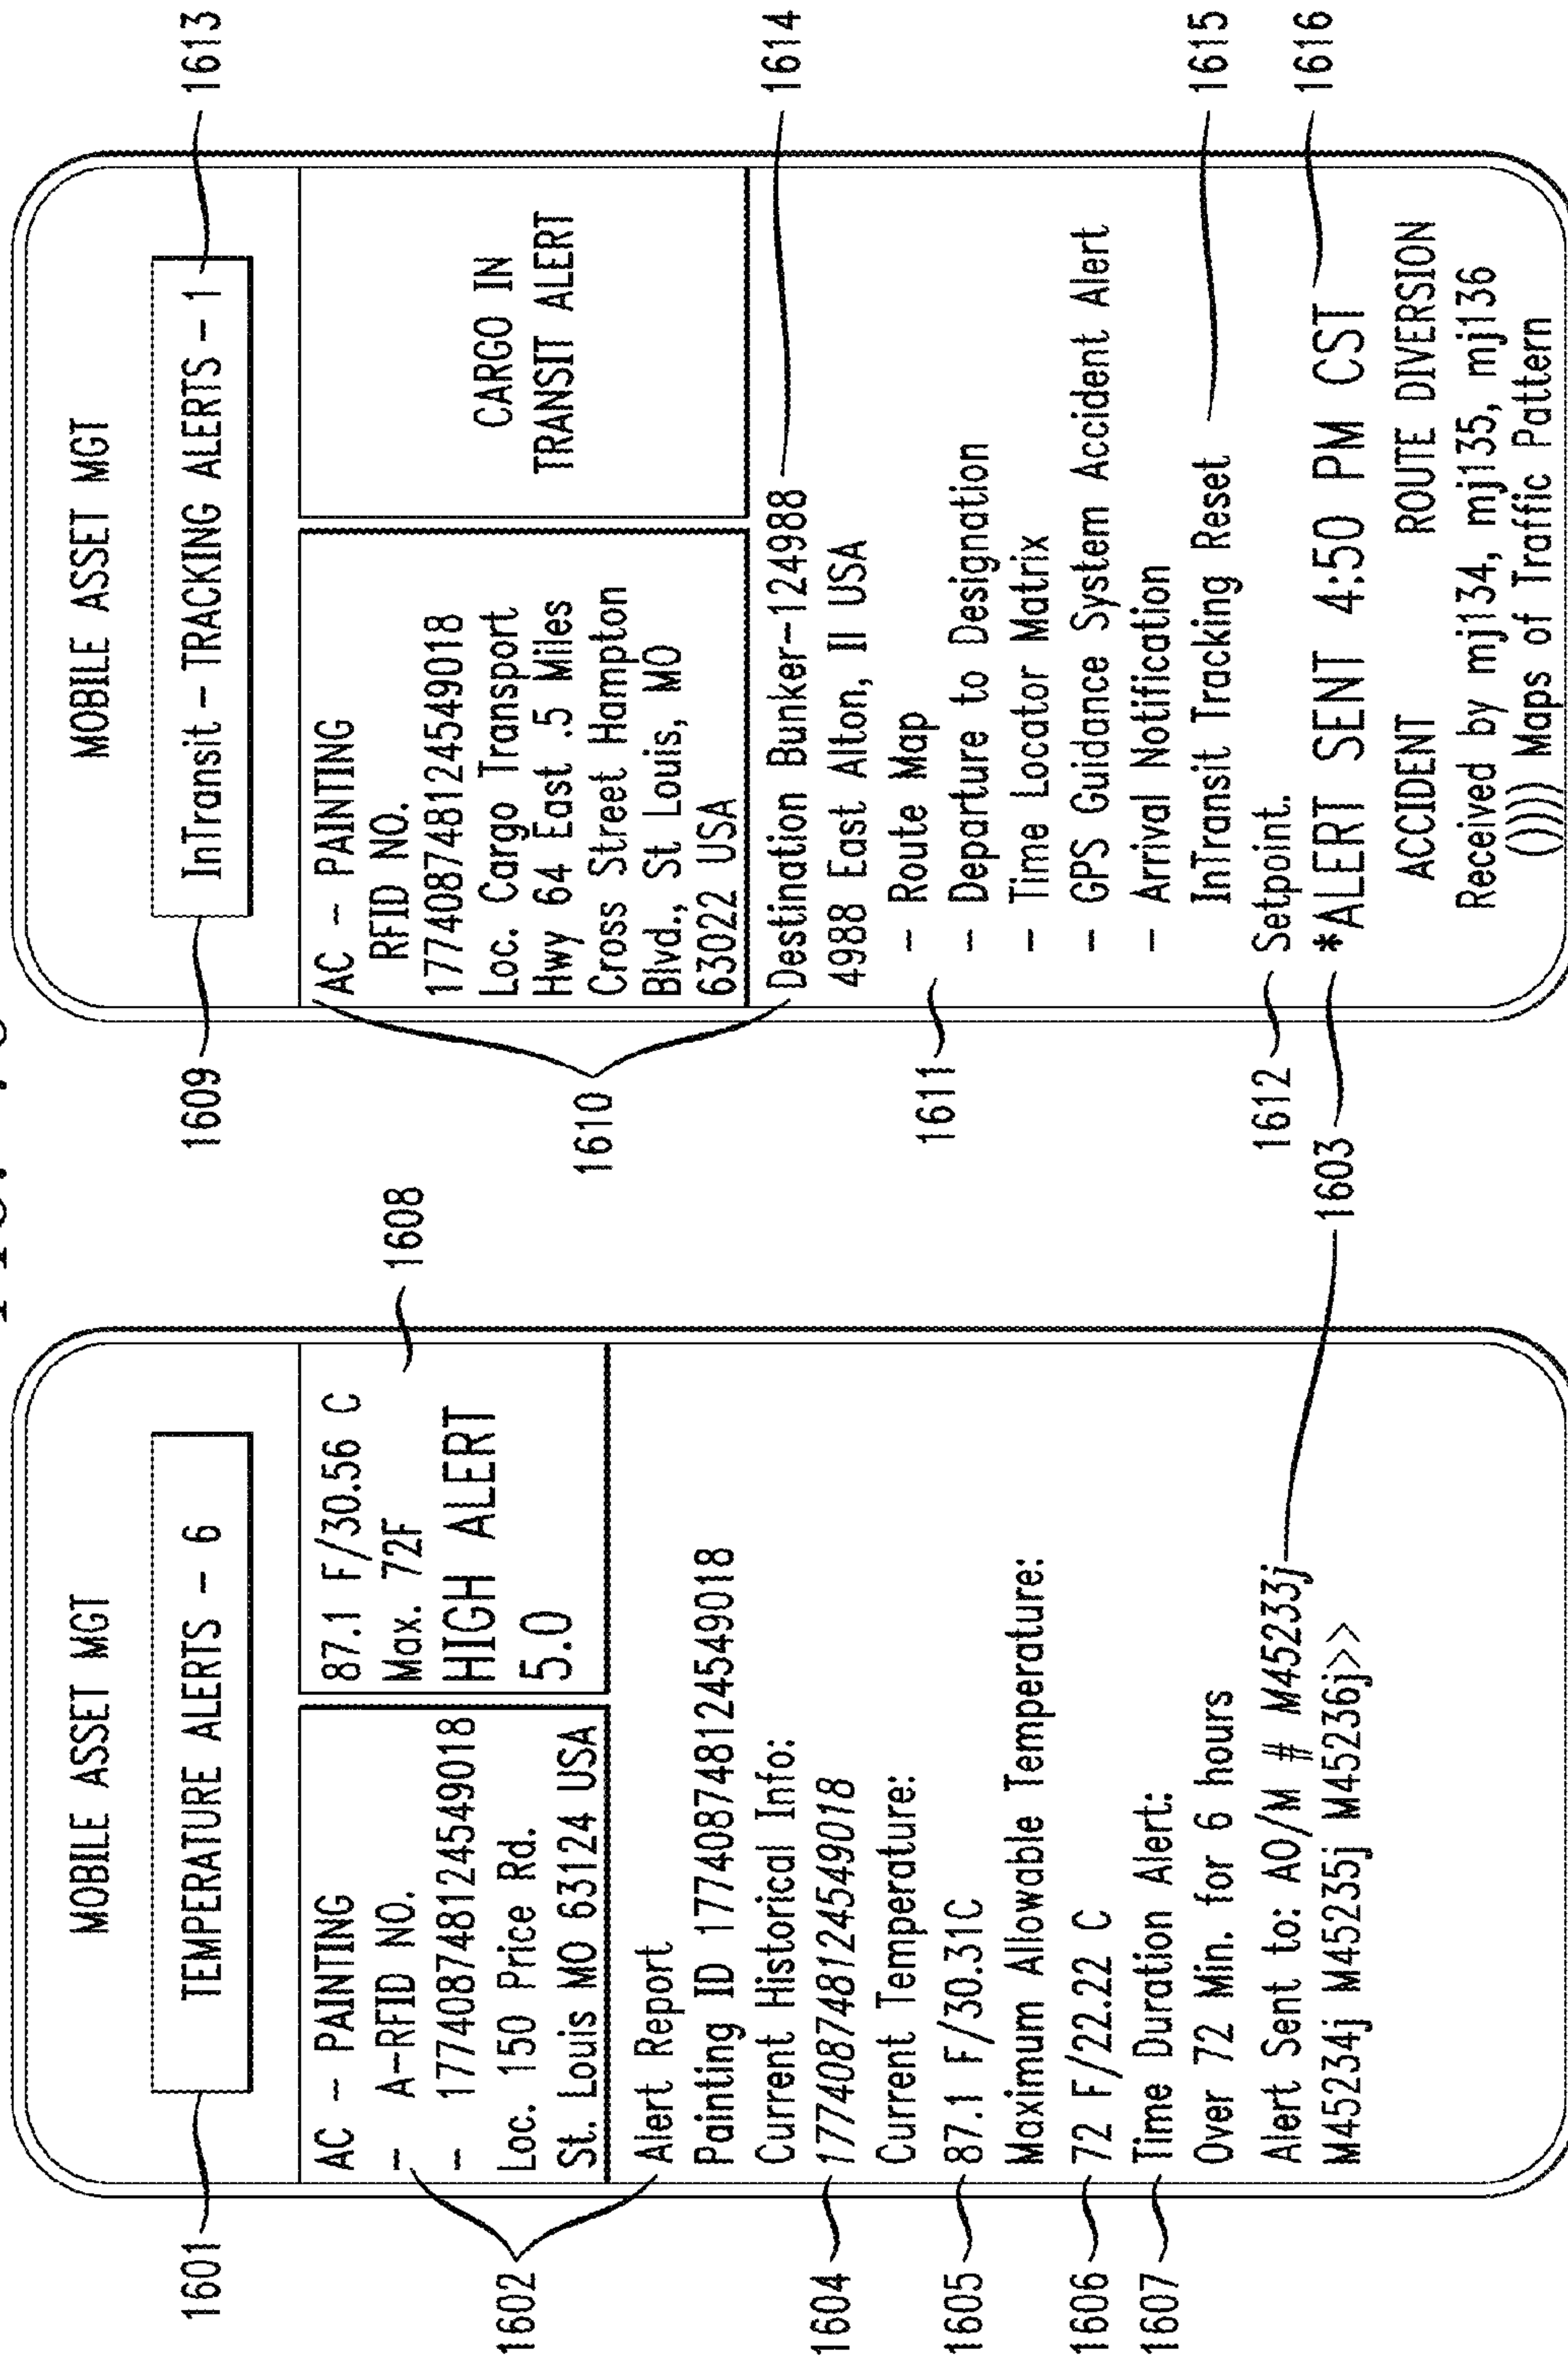 MOBILE ASSET MGT
1601
TEMPERATURE ALERTS - 6
AC - PAINTING
- A-RFID NO.
- 17740874812454 9018
Loc. 150 Price Rd.
St. Louis MO 63124 USA
87.1 F/30.56 C
Max. 72F
HIGH ALERT
5.0
1608
1602
Alert Report
Painting ID 177408748124549018
Current Historical Info:
1604
177408748124549018
Current Temperature:
1605
87.1 F/30.31C
Maximum Allowable Temperature:
1606
72 F/22.22 C
1607
Time Duration Alert:
Over 72 Min. for 6 hours
Alert Sent to: AO/M # M45233j
M45234j M45235j M45236j>>
1603
MOBILE ASSET MGT
1609
InTransit - TRACKING ALERTS - 1
1613
AC - PAINTING
RFID NO.
177408748124549018
Loc. Cargo Transport
Hwy 64 East .5 Miles
Cross Street Hampton
Blvd., St Louis, MO
63022 USA
CARGO IN
TRANSIT ALERT
1610
Destination Bunker-124988
1614
4988 East Alton, Il USA
1611
- Route Map
- Departure to Designation
- Time Locator Matrix
- GPS Guidance System Accident Alert
- Arrival Notification
InTransit Tracking Reset
1615
1612
Setpoint.
*ALERT SENT 4:50 PM CST
1616
ACCIDENT ROUTE DIVERSION
Received by mj134, mj135, mj136
())))) Maps of Traffic Pattern